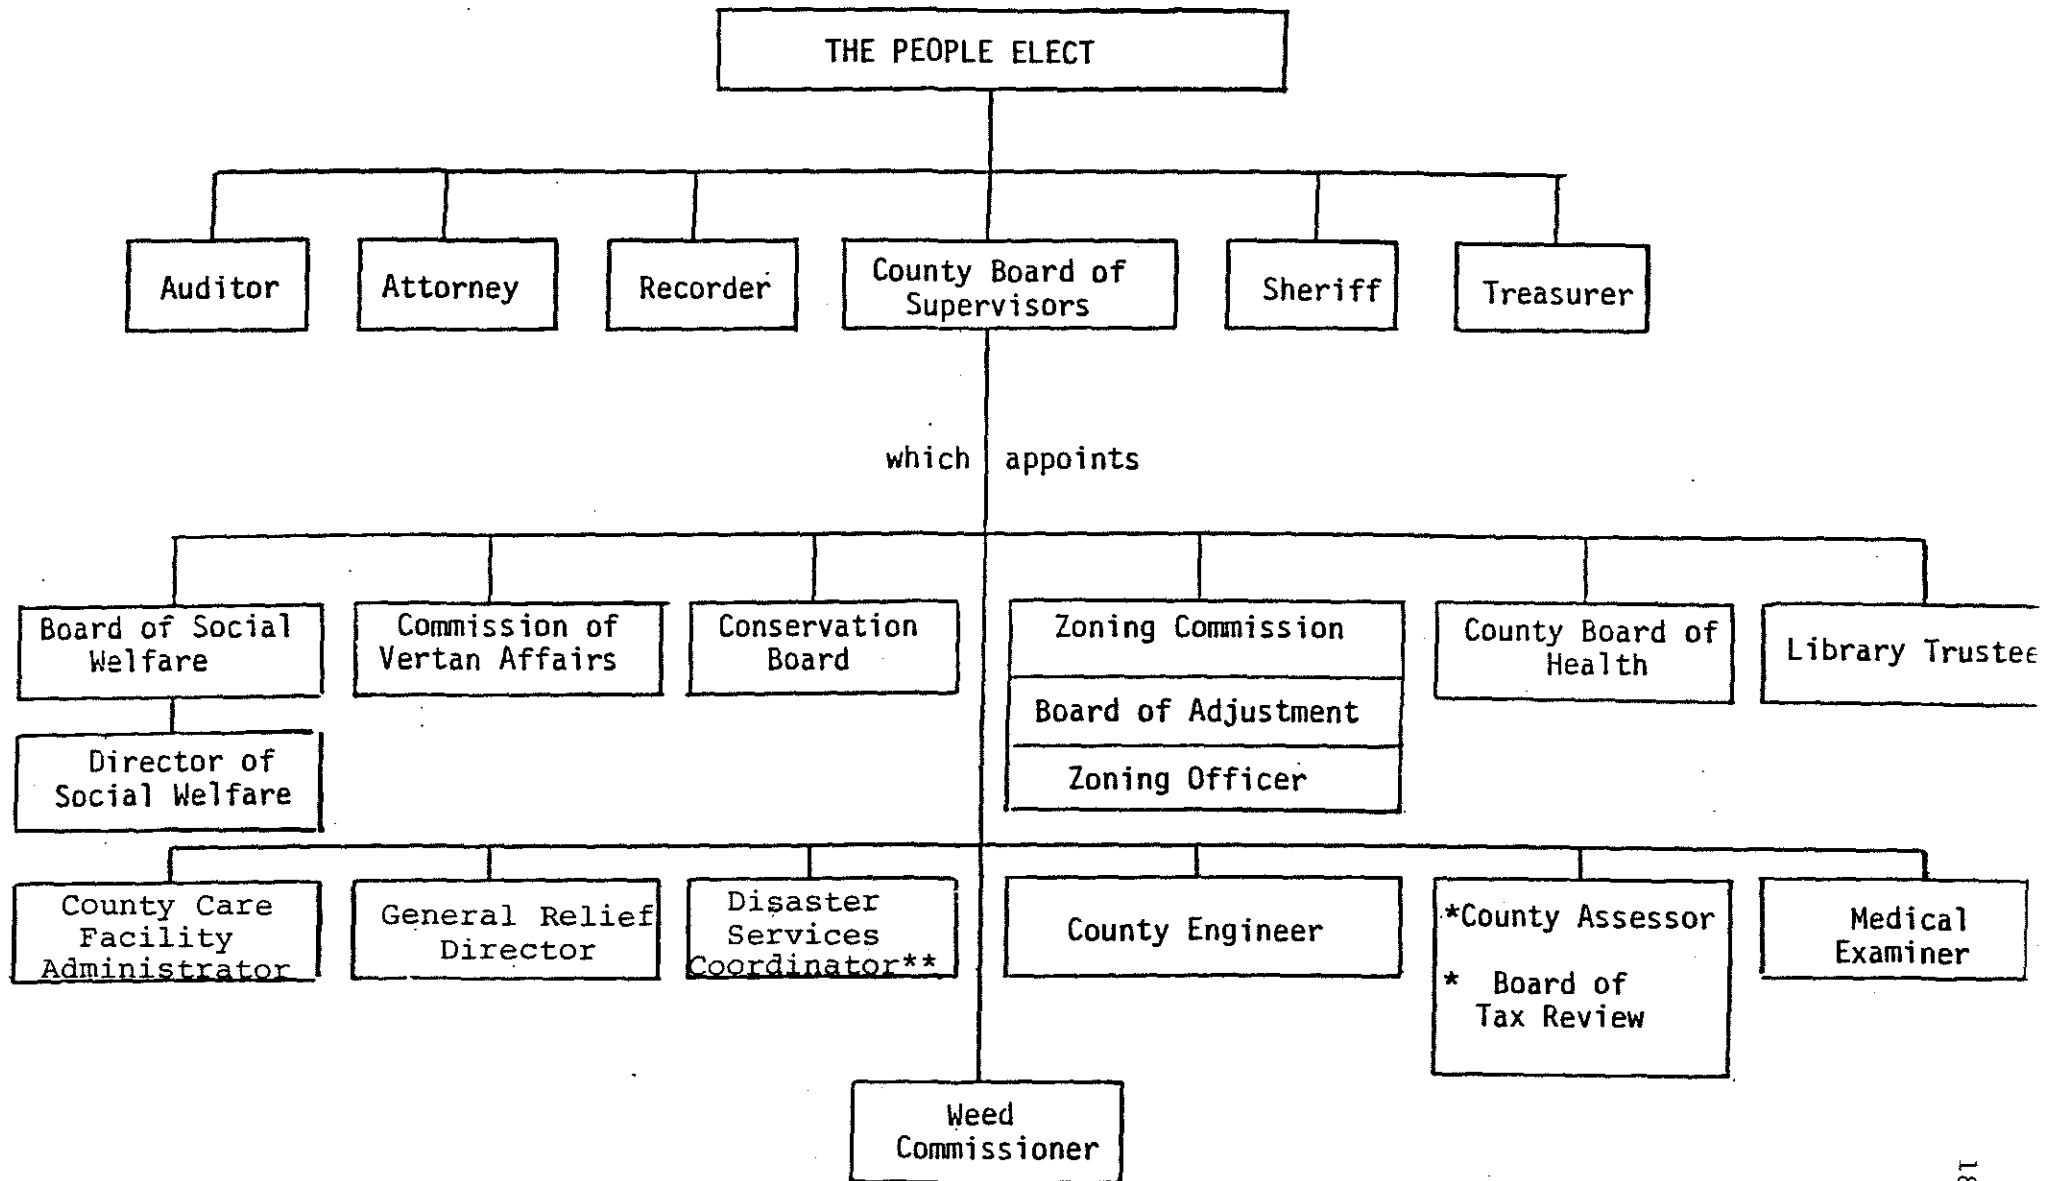 THE PEOPLE ELECT
Auditor
Attorney
Recorder
County Board of
Supervisors
Sheriff
Treasurer
which appoints
Board of Social
Welfare
Commission of
Vertan Affairs
Conservation
Board
Zoning Commission
Board of Adjustment
Zoning Officer
County Board of
Health
Library Trustee
Director of
Social Welfare
County Care
Facility
Administrator
General Relief
Director
Disaster
Services
Coordinator**
County Engineer
*County Assessor
* Board of
Tax Review
Medical
Examiner
Weed
Commissioner
18